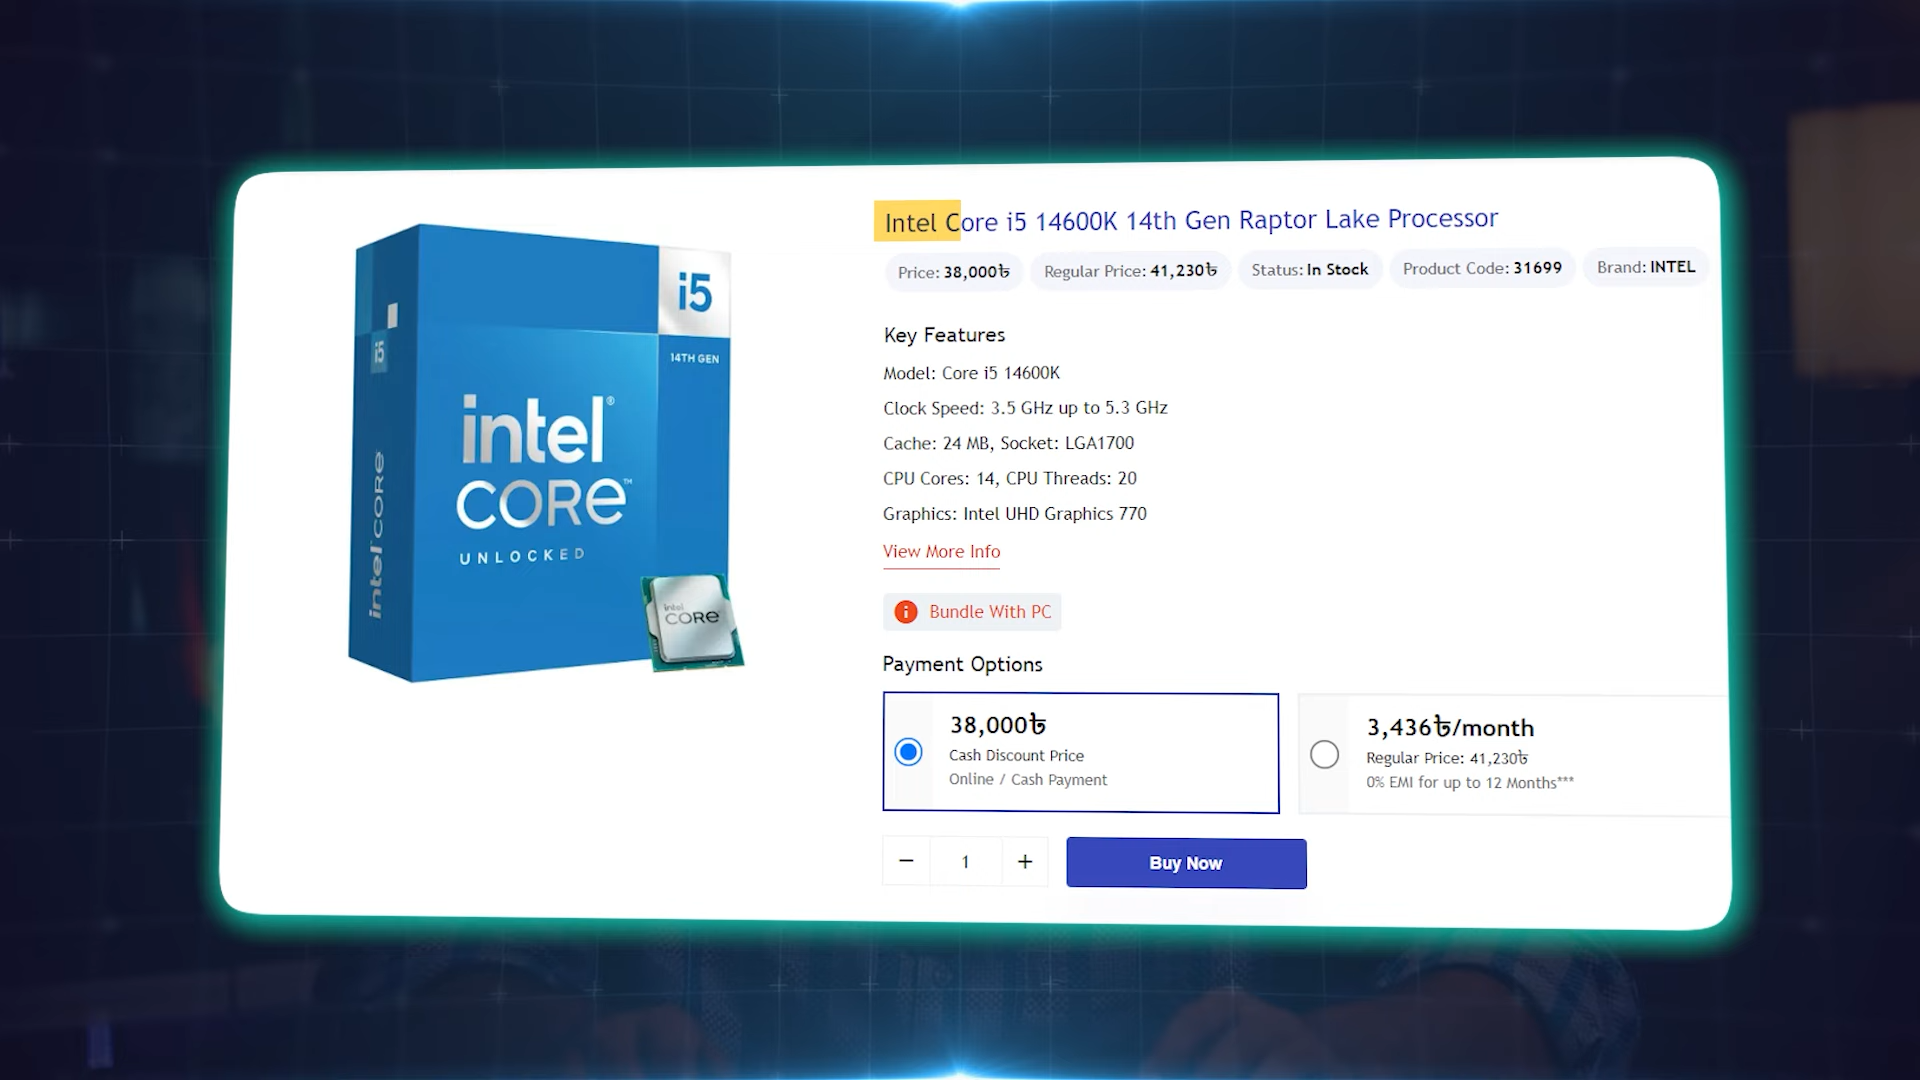 Intel Core i5 14600K 14th Gen Raptor Lake Processor
Price: 38,000৳ Regular Price: 41,230৳ Status: In Stock Product Code: 31699 Brand: INTEL
Key Features
Model: Core i5 14600K
Clock Speed: 3.5 GHz up to 5.3 GHz
Cache: 24 MB, Socket: LGA1700
CPU Cores: 14, CPU Threads: 20
Graphics: Intel UHD Graphics 770
View More Info
Bundle With PC
Payment Options
38,000৳
Cash Discount Price
Online / Cash Payment
3,436৳/month
Regular Price: 41,230৳
0% EMI for up to 12 Months***
− 1 + Buy Now
i5
14TH GEN
i5
intel®
CORE™
UNLOCKED
intel CORE
intel
CORE